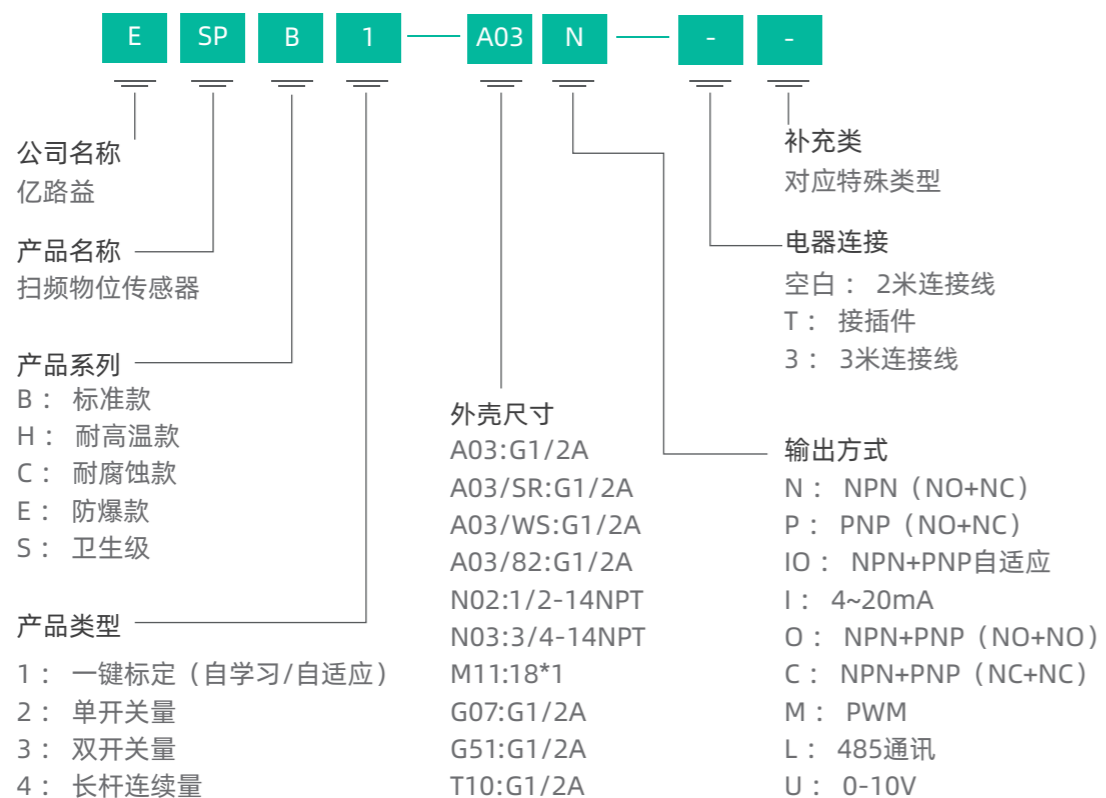 E SP B 1 A03 N - -
公司名称
亿路益
产品名称
扫频物位传感器
产品系列
B： 标准款
H： 耐高温款
C： 耐腐蚀款
E： 防爆款
S： 卫生级
产品类型
1： 一键标定（自学习/自适应）
2： 单开关量
3： 双开关量
4： 长杆连续量
外壳尺寸
A03:G1/2A
A03/SR:G1/2A
A03/WS:G1/2A
A03/82:G1/2A
N02:1/2-14NPT
N03:3/4-14NPT
M11:18*1
G07:G1/2A
G51:G1/2A
T10:G1/2A
补充类
对应特殊类型
电器连接
空白： 2米连接线
T： 接插件
3： 3米连接线
输出方式
N： NPN（NO+NC）
P： PNP（NO+NC）
IO： NPN+PNP自适应
I： 4~20mA
O： NPN+PNP（NO+NO）
C： NPN+PNP（NC+NC）
M： PWM
L： 485通讯
U： 0-10V